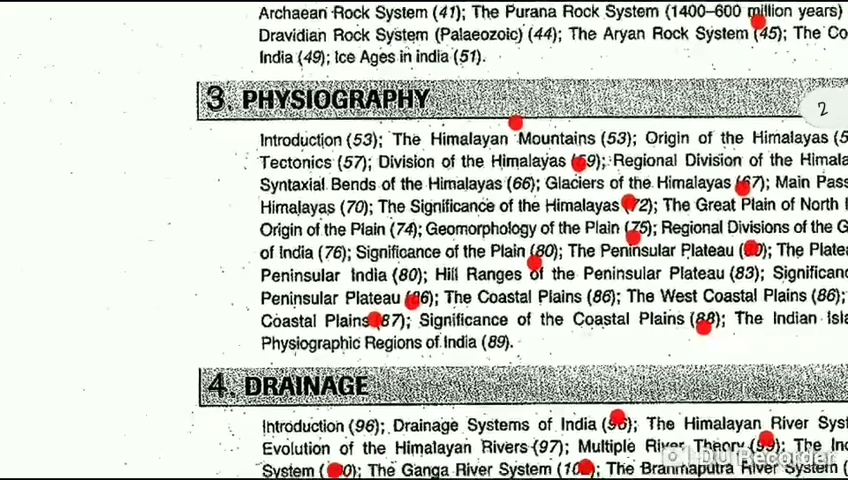 Archaean Rock System (41); The Purana Rock System (1400–600 million years)
Dravidian Rock System (Palaeozoic) (44); The Aryan Rock System (45); The Co
India (49); Ice Ages in india (51).
3. PHYSIOGRAPHY
2
Introduction (53); The Himalayan Mountains (53); Origin of the Himalayas (5
Tectonics (57); Division of the Himalayas (59); Regional Division of the Himala
Syntaxial Bends of the Himalayas (66); Glaciers of the Himalayas (67); Main Pass
Himalayas (70); The Significance of the Himalayas (72); The Great Plain of North I
Origin of the Plain (74); Geomorphology of the Plain (75); Regional Divisions of the G
of India (76); Significance of the Plain (80); The Peninsular Plateau (80); The Platea
Peninsular India (80); Hill Ranges of the Peninsular Plateau (83); Significanc
Peninsular Plateau (86); The Coastal Plains (86); The West Coastal Plains (86);
Coastal Plains (87); Significance of the Coastal Plains (88); The Indian Isla
Physiographic Regions of India (89).
4. DRAINAGE
Introduction (96); Drainage Systems of India (96); The Himalayan River Syst
Evolution of the Himalayan Rivers (97); Multiple River Theory (99); The Ind
System ( The Ganga River System ( The Brahmaputra River System (
DU Recorder